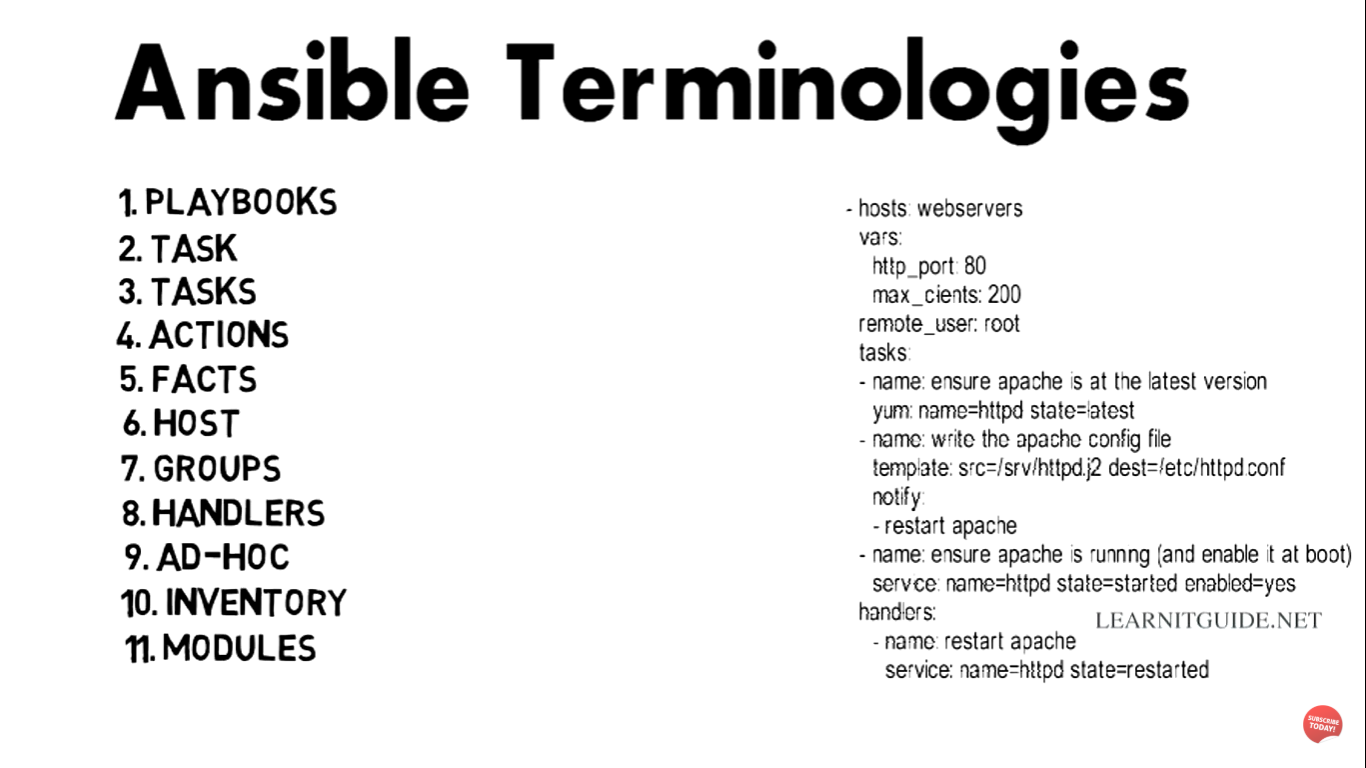 Ansible Terminologies
1. PLAYBOOKS
2. TASK
3. TASKS
4. ACTIONS
5. FACTS
6. HOST
7. GROUPS
8. HANDLERS
9. AD-HOC
10. INVENTORY
11. MODULES
- hosts: webservers
vars:
http_port: 80
max_cients: 200
remote_user: root
tasks:
- name: ensure apache is at the latest version
yum: name=httpd state=latest
- name: write the apache config file
template: src=/srv/httpd.j2 dest=/etc/httpd.conf
notify:
- restart apache
- name: ensure apache is running (and enable it at boot)
service: name=httpd state=started enabled=yes
handlers:
LEARNITGUIDE.NET
- name: restart apache
service: name=httpd state=restarted
SUBSCRIBE
TODAY!